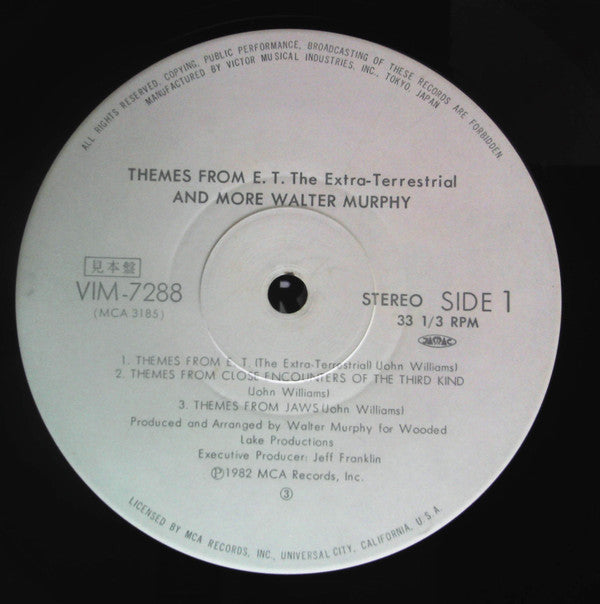 ALL RIGHTS RESERVED. COPYING, PUBLIC PERFORMANCE, BROADCASTING OF THESE RECORDS ARE FORBIDDEN.
MANUFACTURED BY VICTOR MUSICAL INDUSTRIES, INC., TOKYO, JAPAN
THEMES FROM E. T. The Extra-Terrestrial
AND MORE WALTER MURPHY
見本盤
VIM-7288
(MCA 3185)
STEREO SIDE 1
33 1/3 RPM
JASRAC
1. THEMES FROM E. T. (The Extra-Terrestrial) (John Williams)
2. THEMES FROM CLOSE ENCOUNTERS OF THE THIRD KIND
(John Williams)
3. THEMES FROM JAWS (John Williams)
Produced and Arranged by Walter Murphy for Wooded
Lake Productions
Executive Producer: Jeff Franklin
Ⓟ1982 MCA Records, Inc.
③
LICENSED BY MCA RECORDS, INC., UNIVERSAL CITY, CALIFORNIA, U.S.A.